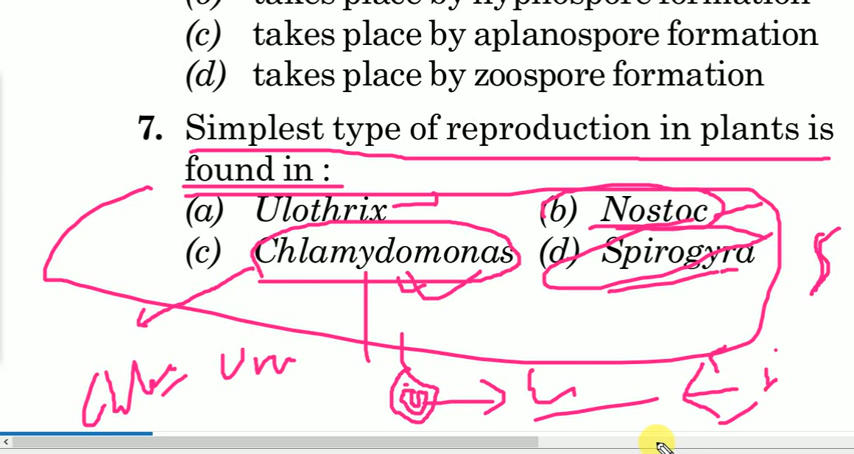 (c) takes place by aplanospore formation
(d) takes place by zoospore formation
7. Simplest type of reproduction in plants is
found in :
(a) Ulothrix (b) Nostoc
(c) Chlamydomonas (d) Spirogyra